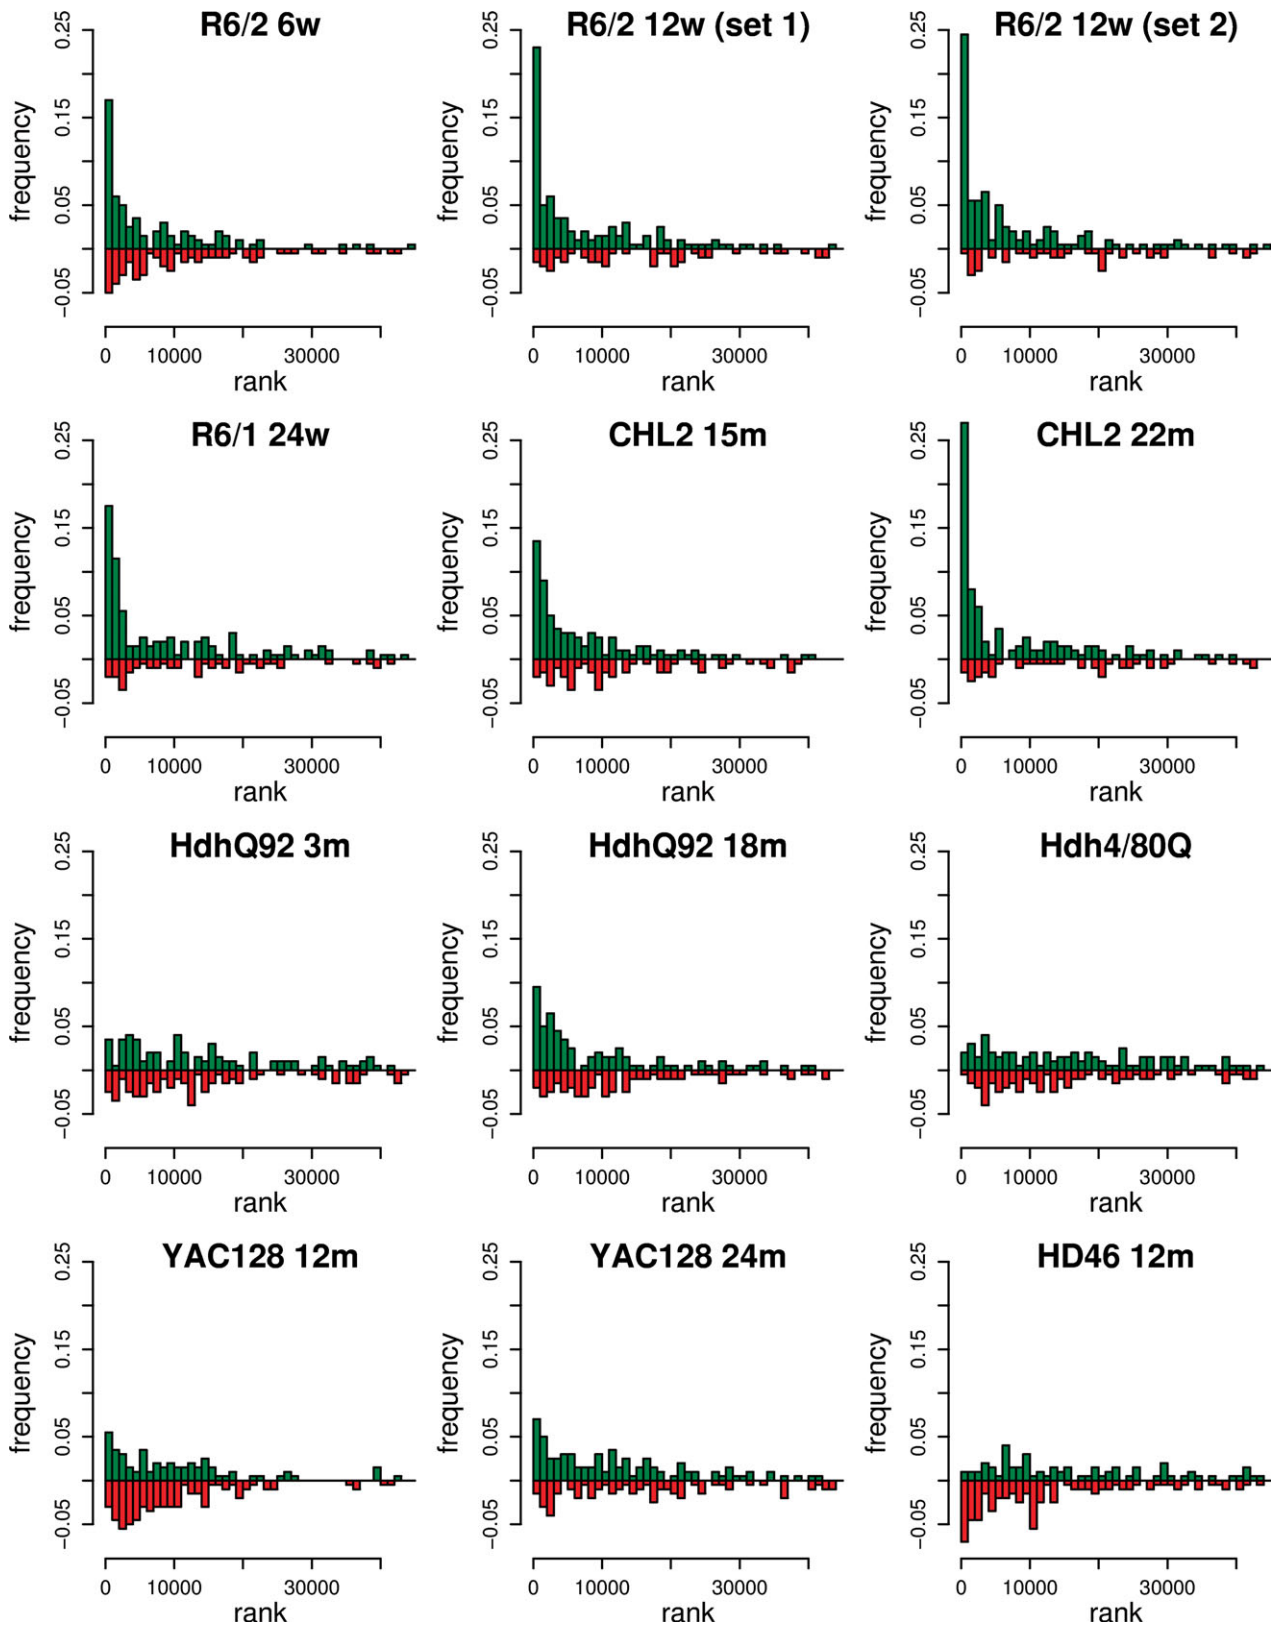 R6/2 6w
frequency
0.25
0.15
0.05
−0.05
0
10000
30000
rank
R6/2 12w (set 1)
frequency
0.25
0.15
0.05
−0.05
0
10000
30000
rank
R6/2 12w (set 2)
frequency
0.25
0.15
0.05
−0.05
0
10000
30000
rank
R6/1 24w
frequency
0.25
0.15
0.05
−0.05
0
10000
30000
rank
CHL2 15m
frequency
0.25
0.15
0.05
−0.05
0
10000
30000
rank
CHL2 22m
frequency
0.25
0.15
0.05
−0.05
0
10000
30000
rank
HdhQ92 3m
frequency
0.25
0.15
0.05
−0.05
0
10000
30000
rank
HdhQ92 18m
frequency
0.25
0.15
0.05
−0.05
0
10000
30000
rank
Hdh4/80Q
frequency
0.25
0.15
0.05
−0.05
0
10000
30000
rank
YAC128 12m
frequency
0.25
0.15
0.05
−0.05
0
10000
30000
rank
YAC128 24m
frequency
0.25
0.15
0.05
−0.05
0
10000
30000
rank
HD46 12m
frequency
0.25
0.15
0.05
−0.05
0
10000
30000
rank